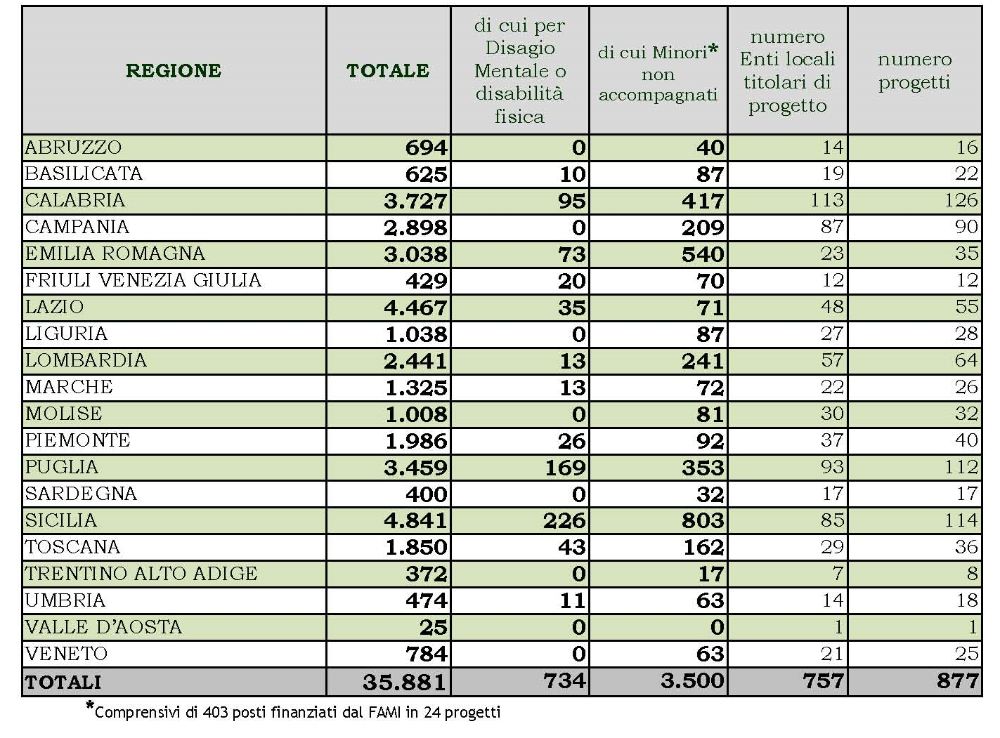 REGIONE TOTALE di cui per Disagio Mentale o disabilità fisica di cui Minori* non accompagnati numero Enti locali titolari di progetto numero progetti
ABRUZZO 694 0 40 14 16
BASILICATA 625 10 87 19 22
CALABRIA 3.727 95 417 113 126
CAMPANIA 2.898 0 209 87 90
EMILIA ROMAGNA 3.038 73 540 23 35
FRIULI VENEZIA GIULIA 429 20 70 12 12
LAZIO 4.467 35 71 48 55
LIGURIA 1.038 0 87 27 28
LOMBARDIA 2.441 13 241 57 64
MARCHE 1.325 13 72 22 26
MOLISE 1.008 0 81 30 32
PIEMONTE 1.986 26 92 37 40
PUGLIA 3.459 169 353 93 112
SARDEGNA 400 0 32 17 17
SICILIA 4.841 226 803 85 114
TOSCANA 1.850 43 162 29 36
TRENTINO ALTO ADIGE 372 0 17 7 8
UMBRIA 474 11 63 14 18
VALLE D'AOSTA 25 0 0 1 1
VENETO 784 0 63 21 25
TOTALI 35.881 734 3.500 757 877
*Comprensivi di 403 posti finanziati dal FAMI in 24 progetti